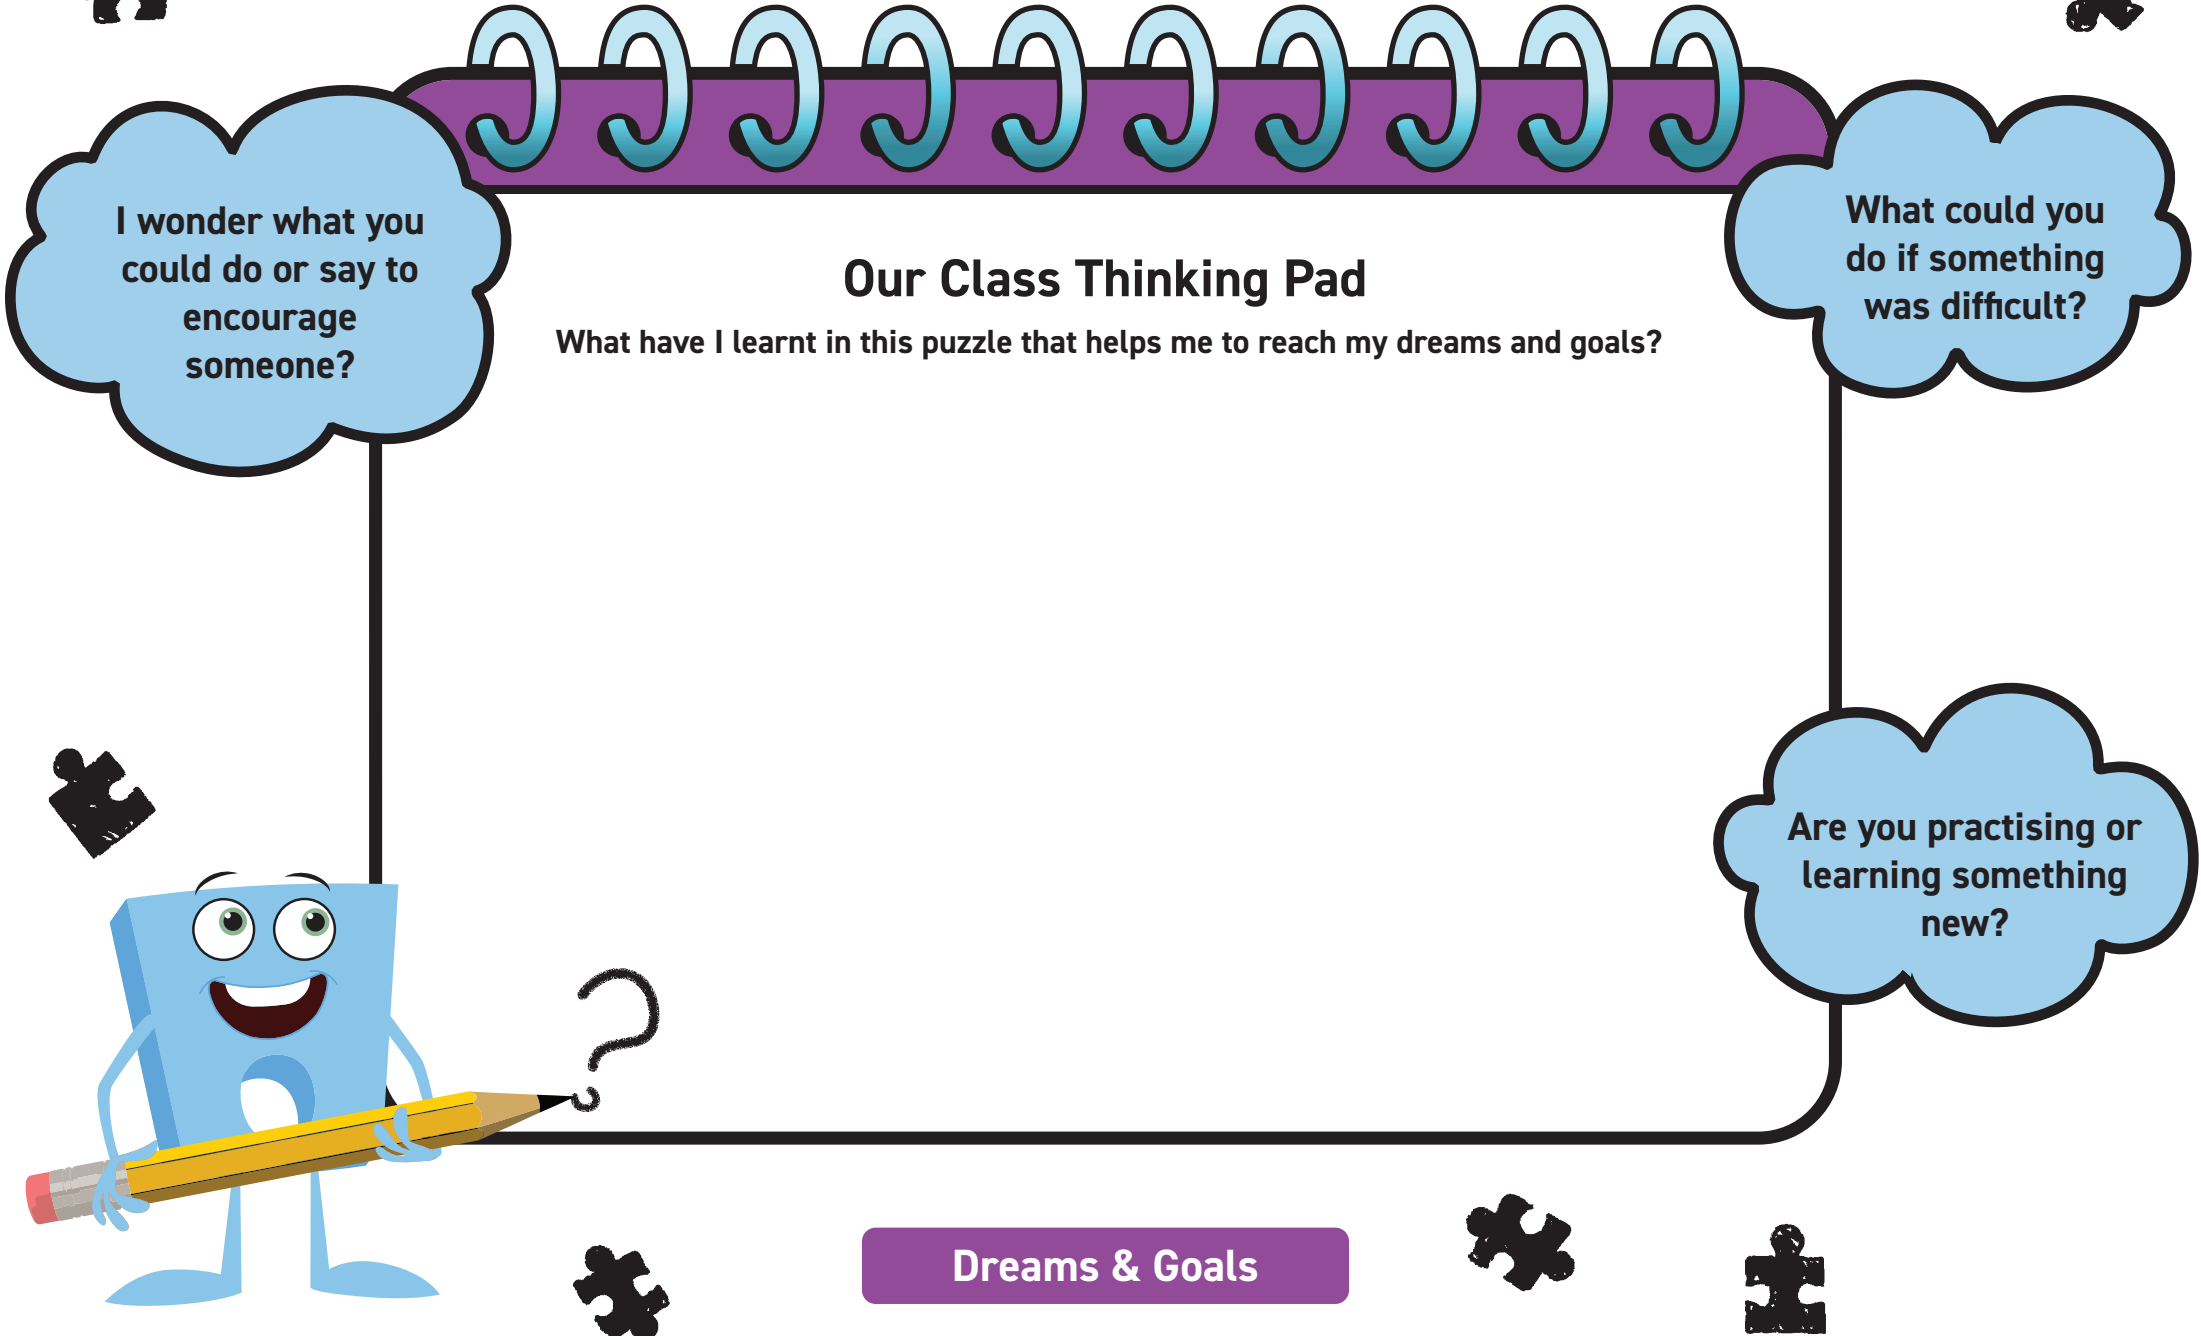 I wonder what you
could do or say to
encourage
someone?
Our Class Thinking Pad
What have I learnt in this puzzle that helps me to reach my dreams and goals?
What could you
do if something
was difficult?
Are you practising or
learning something
new?
?
Dreams & Goals